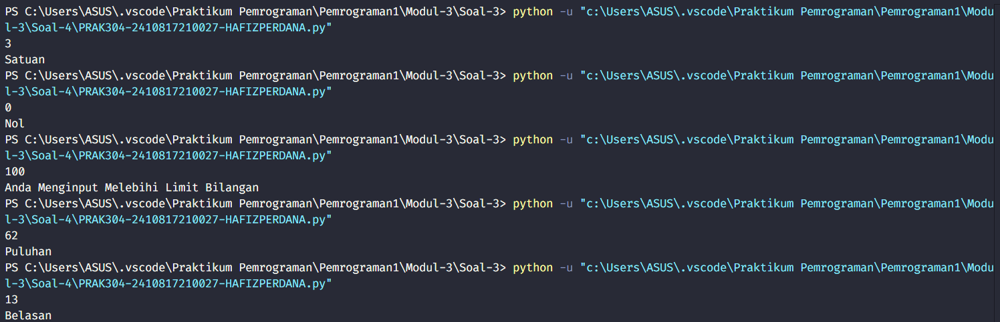 PS C:\Users\ASUS\.vscode\Praktikum Pemrograman\Pemrograman1\Modul-3\Soal-3> python -u "c:\Users\ASUS\.vscode\Praktikum Pemrograman\Pemrograman1\Modu
l-3\Soal-4\PRAK304-2410817210027-HAFIZPERDANA.py"
3
Satuan
PS C:\Users\ASUS\.vscode\Praktikum Pemrograman\Pemrograman1\Modul-3\Soal-3> python -u "c:\Users\ASUS\.vscode\Praktikum Pemrograman\Pemrograman1\Modu
l-3\Soal-4\PRAK304-2410817210027-HAFIZPERDANA.py"
0
Nol
PS C:\Users\ASUS\.vscode\Praktikum Pemrograman\Pemrograman1\Modul-3\Soal-3> python -u "c:\Users\ASUS\.vscode\Praktikum Pemrograman\Pemrograman1\Modu
l-3\Soal-4\PRAK304-2410817210027-HAFIZPERDANA.py"
100
Anda Menginput Melebihi Limit Bilangan
PS C:\Users\ASUS\.vscode\Praktikum Pemrograman\Pemrograman1\Modul-3\Soal-3> python -u "c:\Users\ASUS\.vscode\Praktikum Pemrograman\Pemrograman1\Modu
l-3\Soal-4\PRAK304-2410817210027-HAFIZPERDANA.py"
62
Puluhan
PS C:\Users\ASUS\.vscode\Praktikum Pemrograman\Pemrograman1\Modul-3\Soal-3> python -u "c:\Users\ASUS\.vscode\Praktikum Pemrograman\Pemrograman1\Modu
l-3\Soal-4\PRAK304-2410817210027-HAFIZPERDANA.py"
13
Belasan